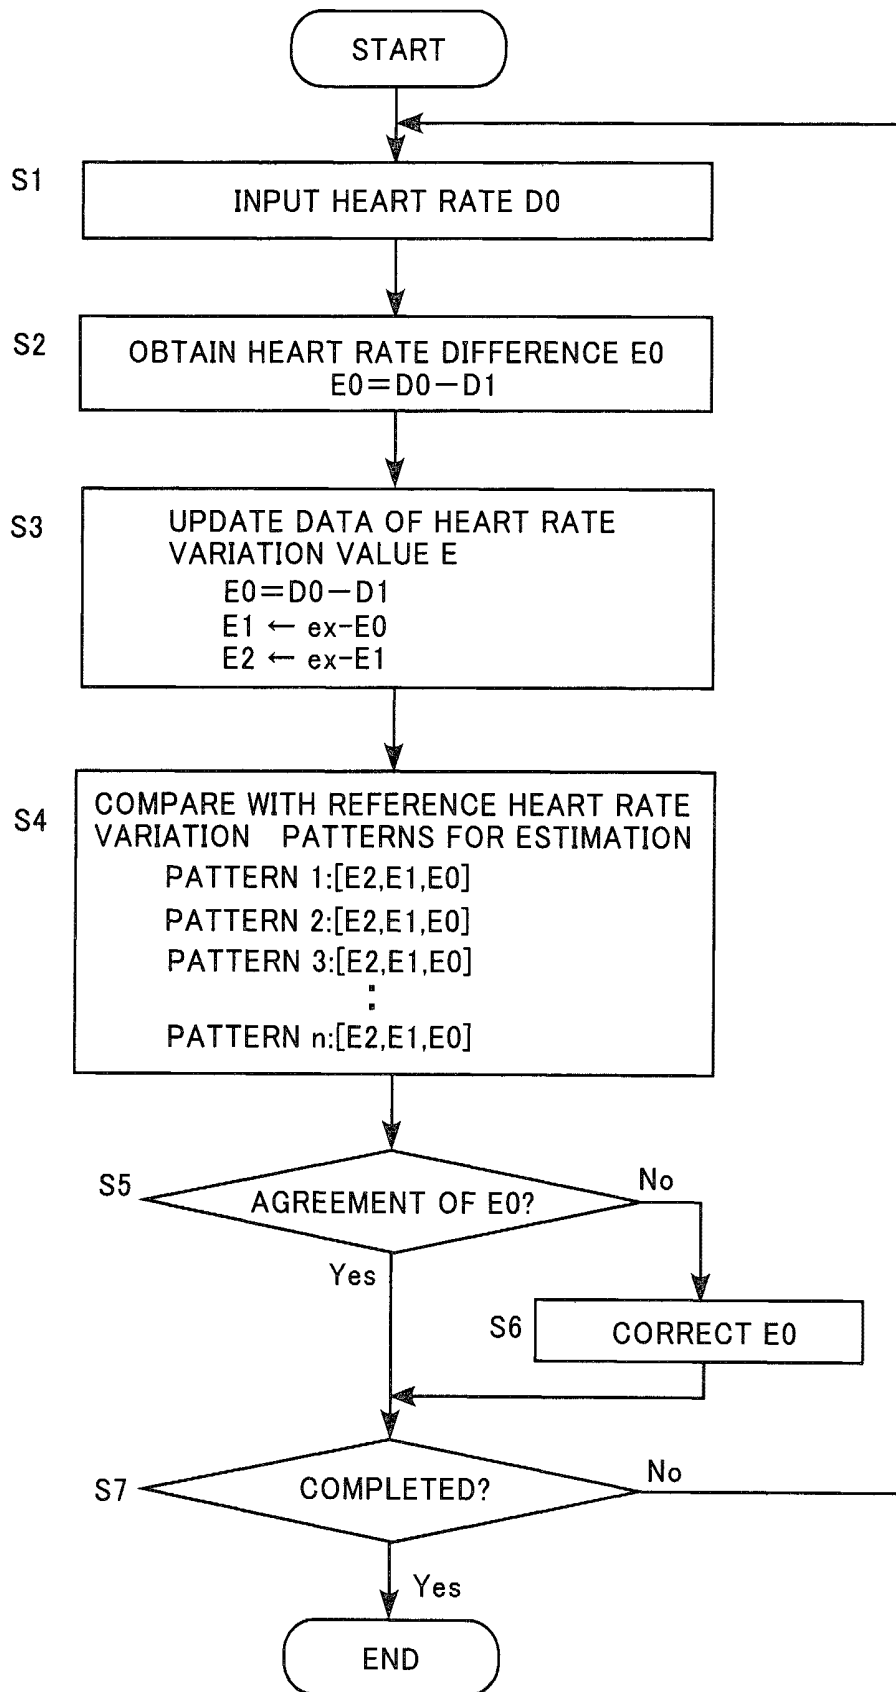 START
S1
INPUT HEART RATE D0
S2
OBTAIN HEART RATE DIFFERENCE E0
E0=D0−D1
S3
UPDATE DATA OF HEART RATE
VARIATION VALUE E
E0=D0−D1
E1 ← ex-E0
E2 ← ex-E1
S4
COMPARE WITH REFERENCE HEART RATE
VARIATION PATTERNS FOR ESTIMATION
PATTERN 1:[E2,E1,E0]
PATTERN 2:[E2,E1,E0]
PATTERN 3:[E2,E1,E0]
:
PATTERN n:[E2,E1,E0]
S5
AGREEMENT OF E0?
No
Yes
S6
CORRECT E0
S7
COMPLETED?
No
Yes
END